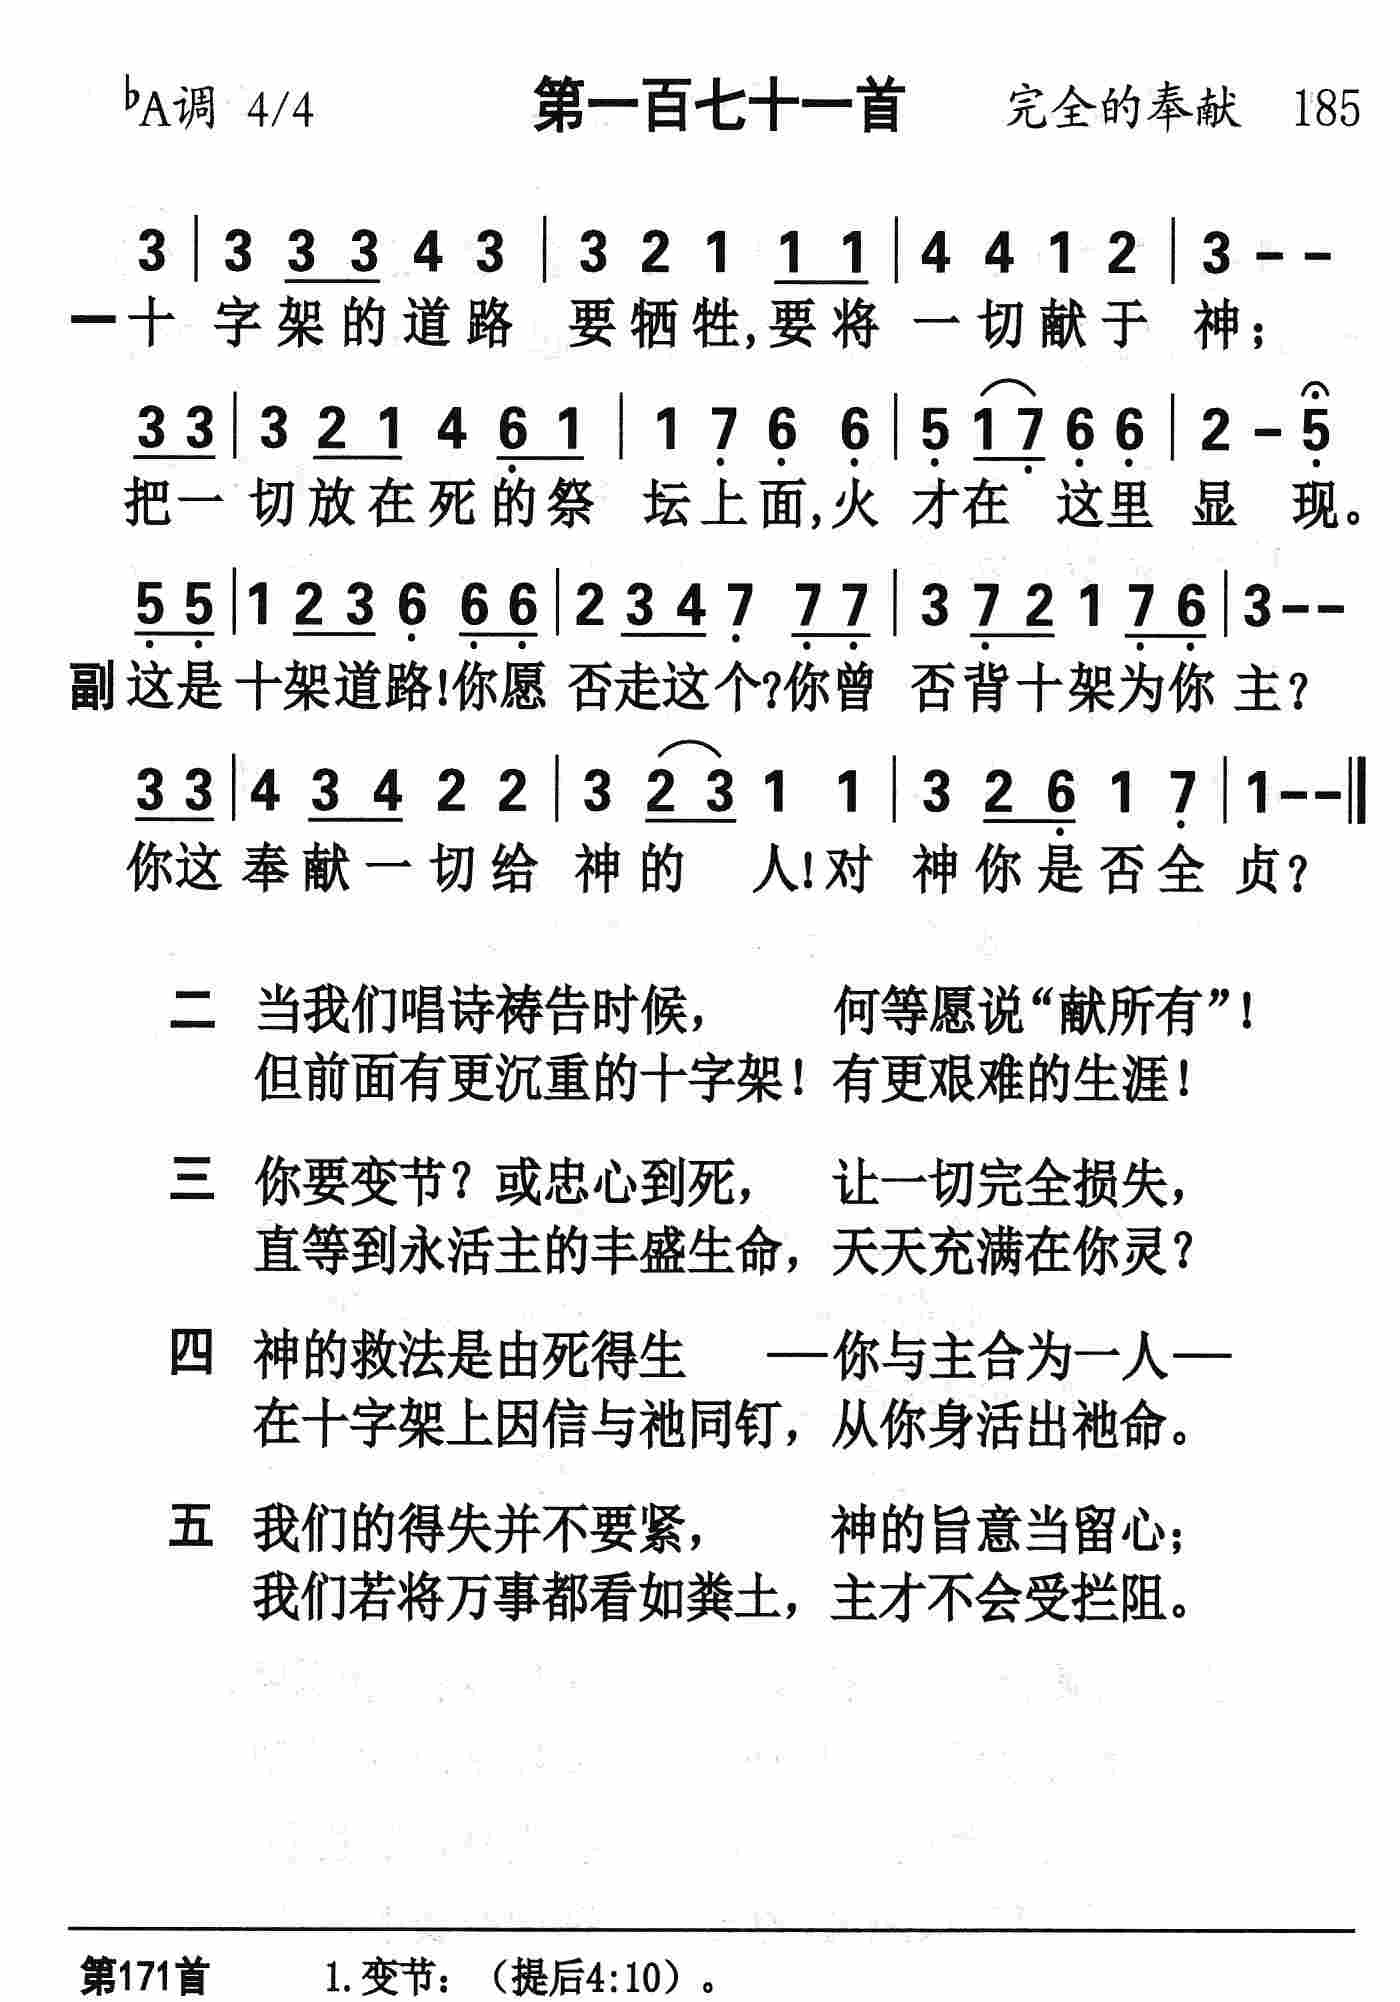 ♭A调 4/4 第一百七十一首 完全的奉献 185
3 | 3 3 3 4 3 | 3 2 1 1 1 | 4 4 1 2 | 3 - -
一 十字架的道路 要牺牲,要将 一切献于 神;
3 3 | 3 2 1 4 6 1 | 1 7 6 6 | 5 1 7 6 6 | 2 - 5
把一 切放在死的祭 坛上面,火 才在 这里 显 现。
5 5 | 1 2 3 6 6 6 | 2 3 4 7 7 7 | 3 7 2 1 7 6 | 3 - -
副 这是 十架道路!你愿 否走这个?你曾 否背十架为你 主?
3 3 | 4 3 4 2 2 | 3 2 3 1 1 | 3 2 6 1 7 | 1 - - ‖
你这 奉献一切给 神的 人!对 神你是否全 贞?
二 当我们唱诗祷告时候, 何等愿说“献所有”!
但前面有更沉重的十字架! 有更艰难的生涯!
三 你要变节?或忠心到死, 让一切完全损失,
直等到永活主的丰盛生命, 天天充满在你灵?
四 神的救法是由死得生 —你与主合为一人—
在十字架上因信与祂同钉, 从你身活出祂命。
五 我们的得失并不要紧, 神的旨意当留心;
我们若将万事都看如粪土, 主才不会受拦阻。
第171首 1.变节:(提后4:10)。